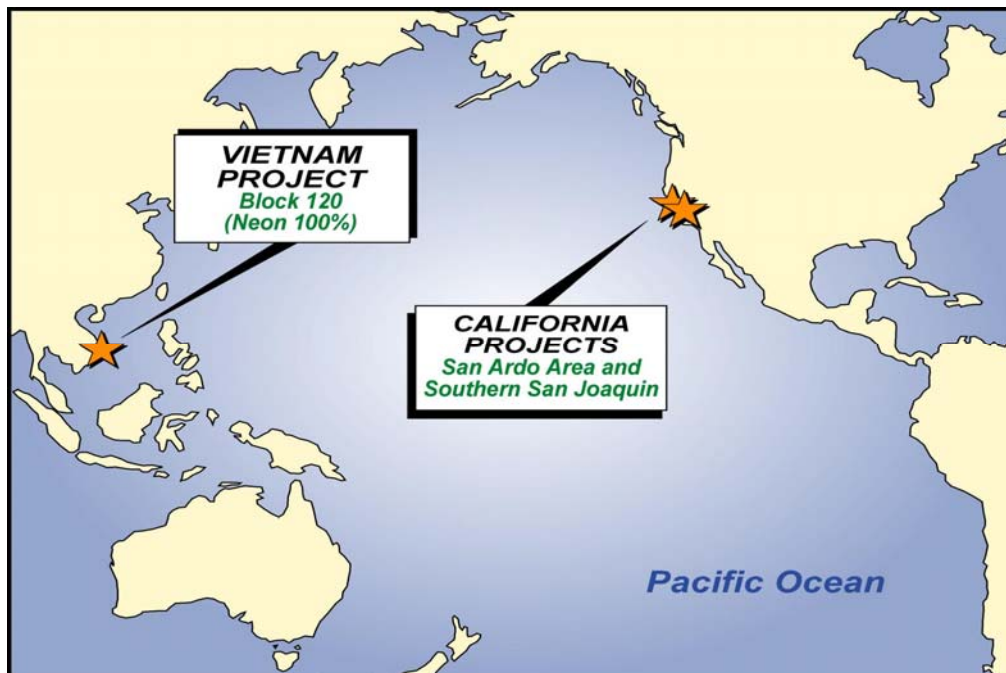 VIETNAM
PROJECT
Block 120
(Neon 100%)
CALIFORNIA
PROJECTS
San Ardo Area and
Southern San Joaquin
Pacific Ocean